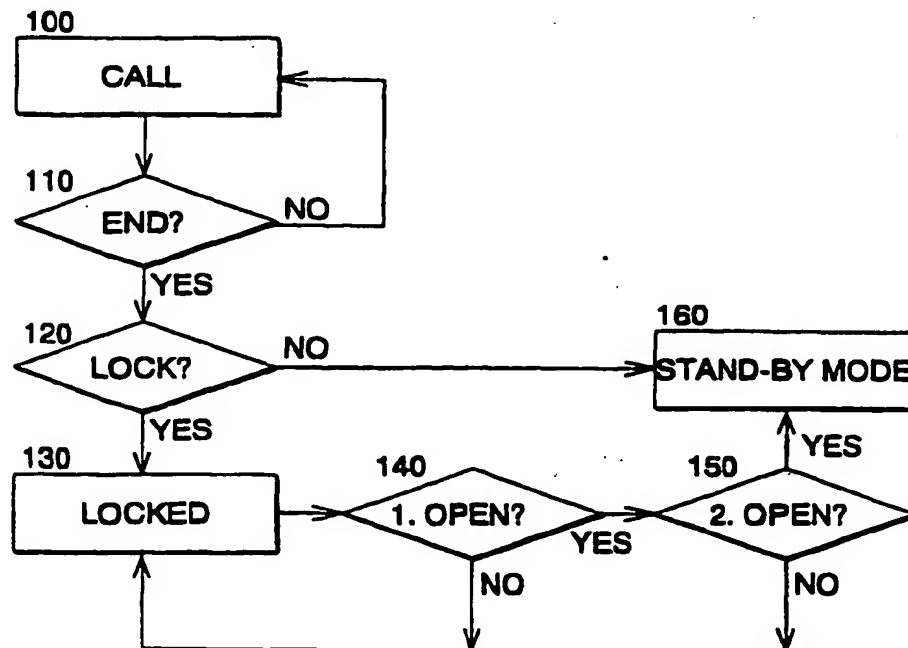 100
CALL
110
END?
NO
YES
120
LOCK?
NO
160
STAND-BY MODE
YES
YES
130
LOCKED
140
1. OPEN?
YES
150
2. OPEN?
NO
NO